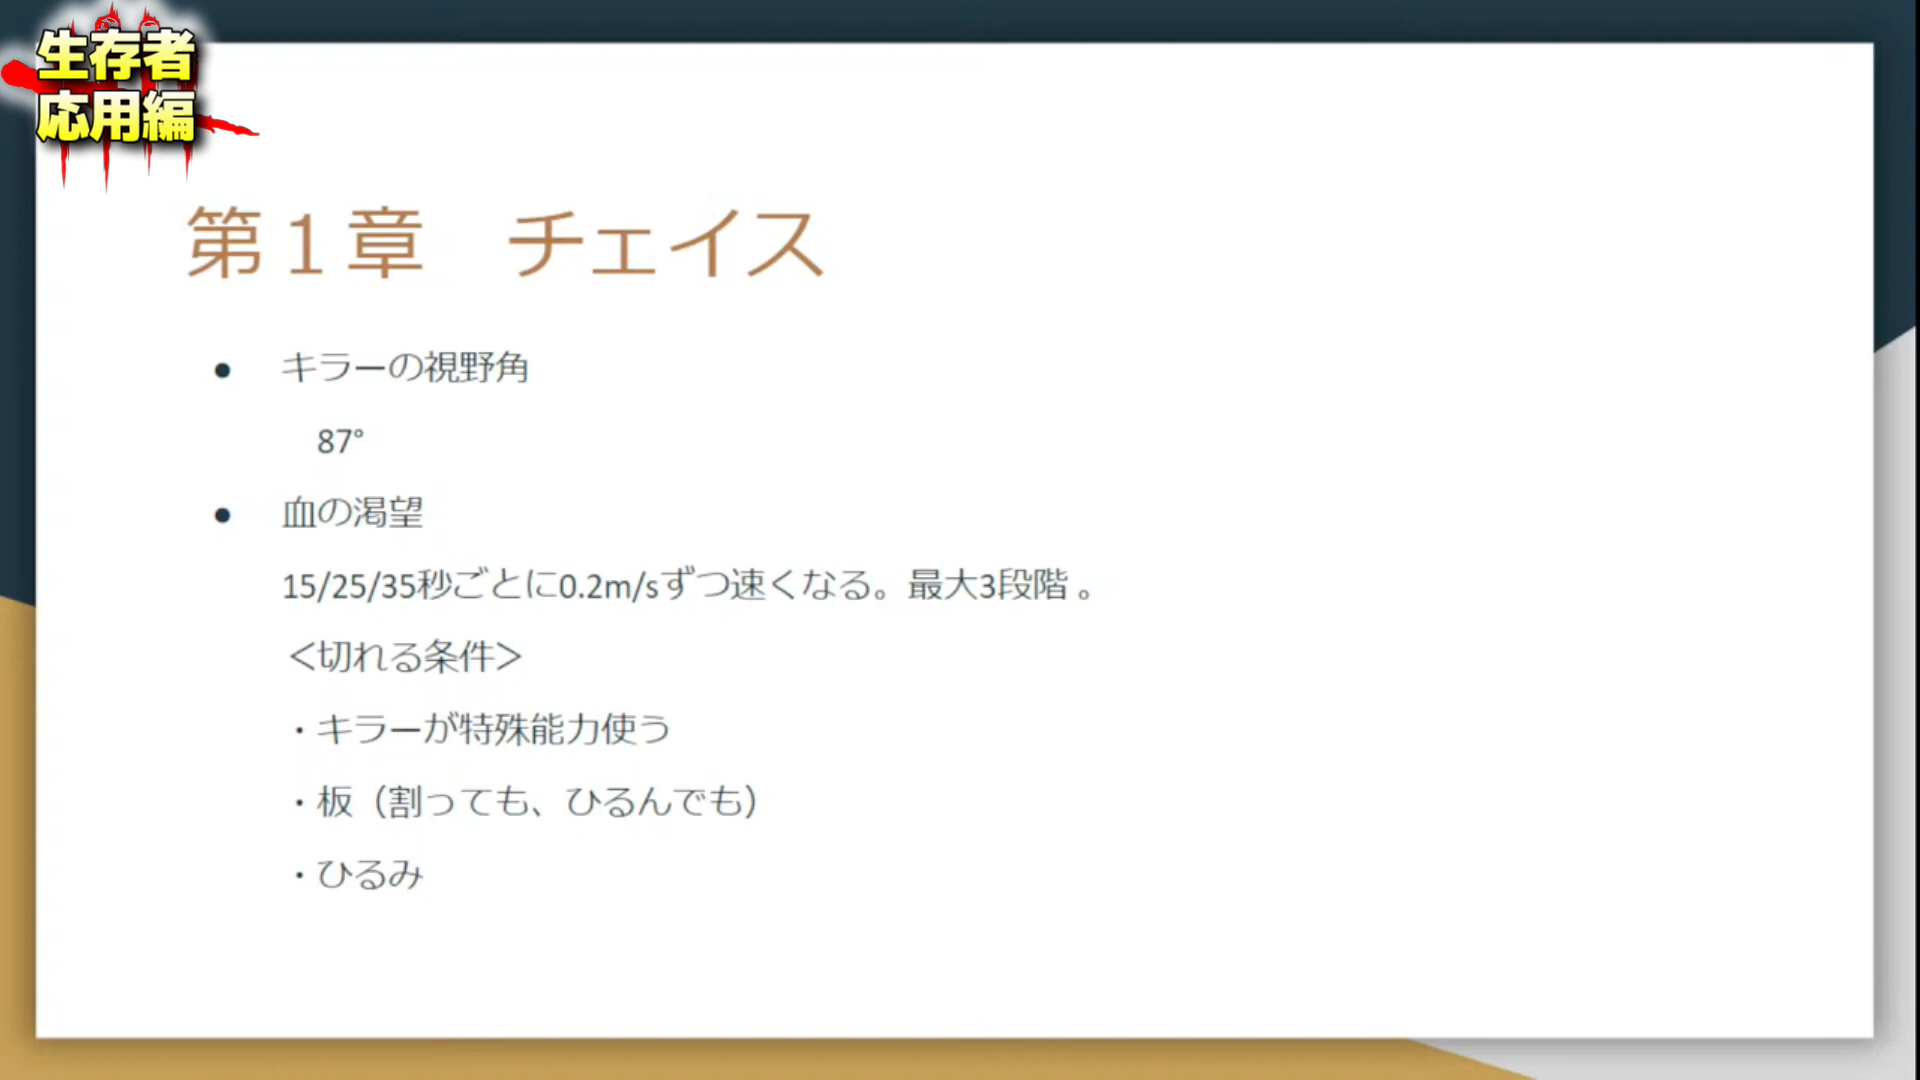 生存者
応用編
第１章　チェイス
● キラーの視野角
87°
● 血の渇望
15/25/35秒ごとに0.2m/sずつ速くなる。最大3段階 。
＜切れる条件＞
・キラーが特殊能力使う
・板（割っても、ひるんでも）
・ひるみ